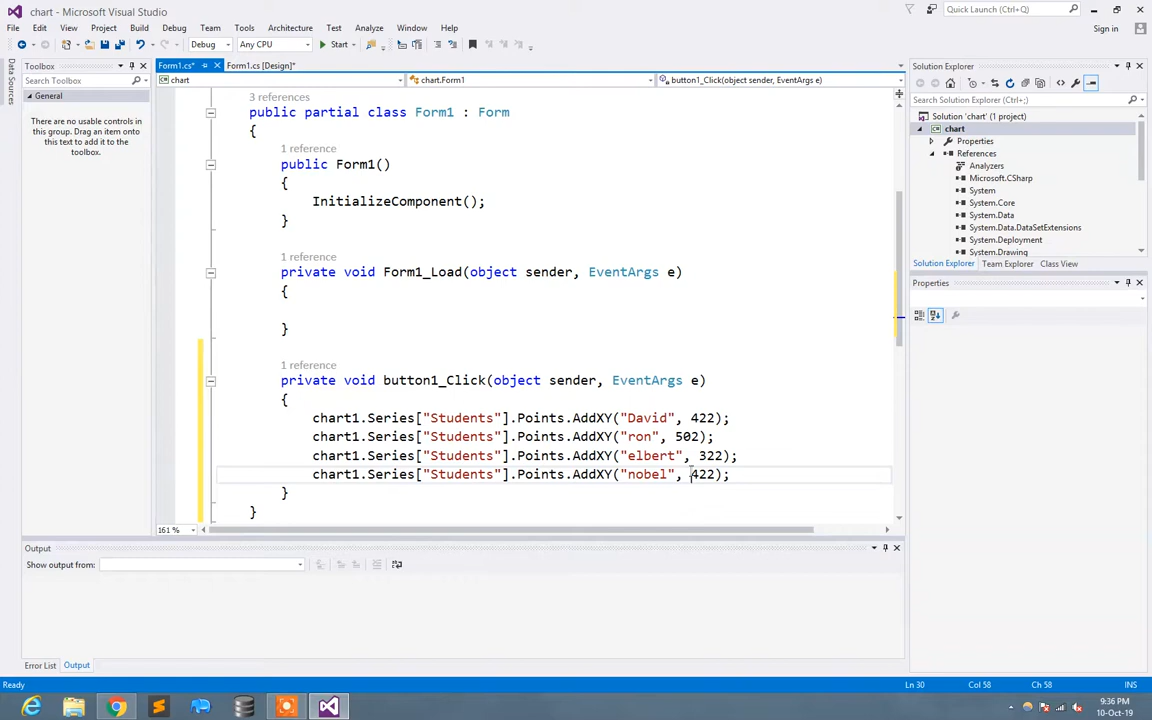 chart - Microsoft Visual Studio
Quick Launch (Ctrl+;)
File Edit View Project Build Debug Team Tools Architecture Test Analyze Window Help
Sign in
Debug Any CPU Start
Data Sources
Toolbox
Search Toolbox
General
There are no usable controls in
this group. Drag an item onto
this text to add it to the
toolbox.
Form1.cs* Form1.cs [Design]*
chart chart.Form1 button1_Click(object sender, EventArgs e)
3 references
public partial class Form1 : Form
{
1 reference
public Form1()
{
InitializeComponent();
}
1 reference
private void Form1_Load(object sender, EventArgs e)
{
}
1 reference
private void button1_Click(object sender, EventArgs e)
{
chart1.Series["Students"].Points.AddXY("David", 422);
chart1.Series["Students"].Points.AddXY("ron", 502);
chart1.Series["Students"].Points.AddXY("elbert", 322);
chart1.Series["Students"].Points.AddXY("nobel", 422);
}
}
161 %
Output
Show output from:
Error List Output
Solution Explorer
Search Solution Explorer (Ctrl+;)
Solution 'chart' (1 project)
chart
Properties
References
Analyzers
Microsoft.CSharp
System
System.Core
System.Data
System.Data.DataSetExtensions
System.Deployment
System.Drawing
Solution Explorer Team Explorer Class View
Properties
Ready Ln 30 Col 58 Ch 58 INS
9:36 PM
10-Oct-19